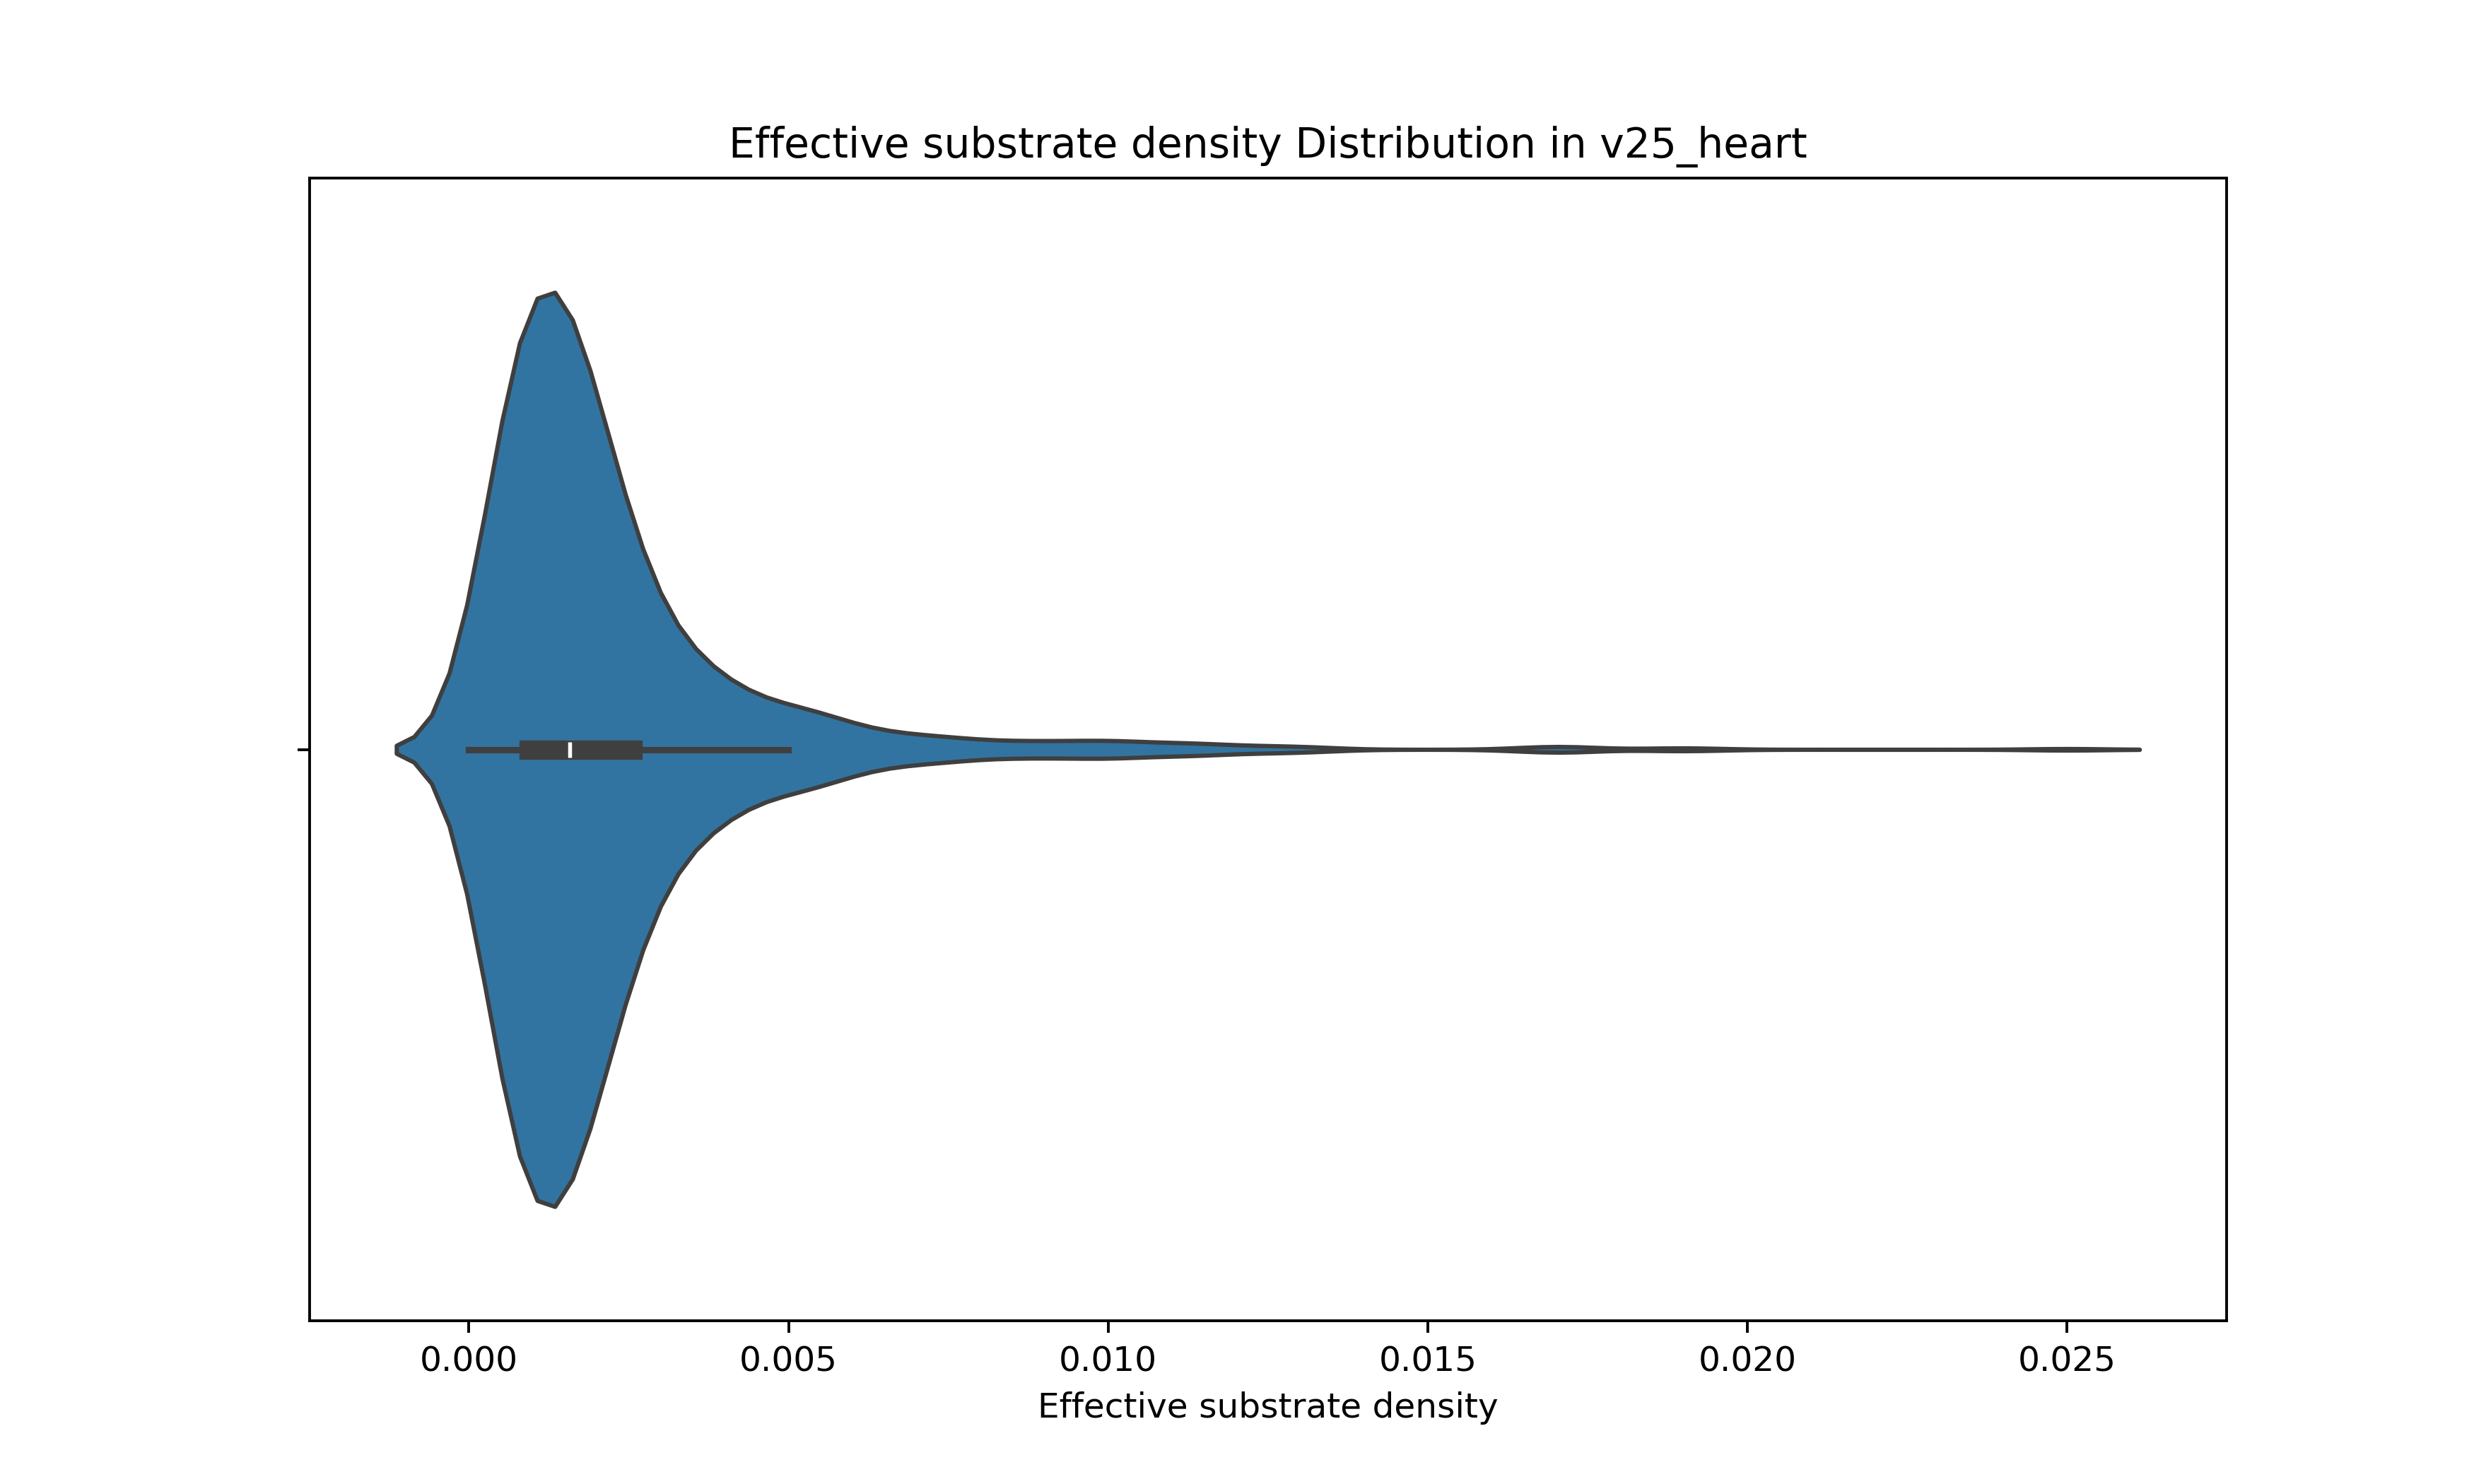 Effective substrate density Distribution in v25_heart
0.000 0.005 0.010 0.015 0.020 0.025
Effective substrate density